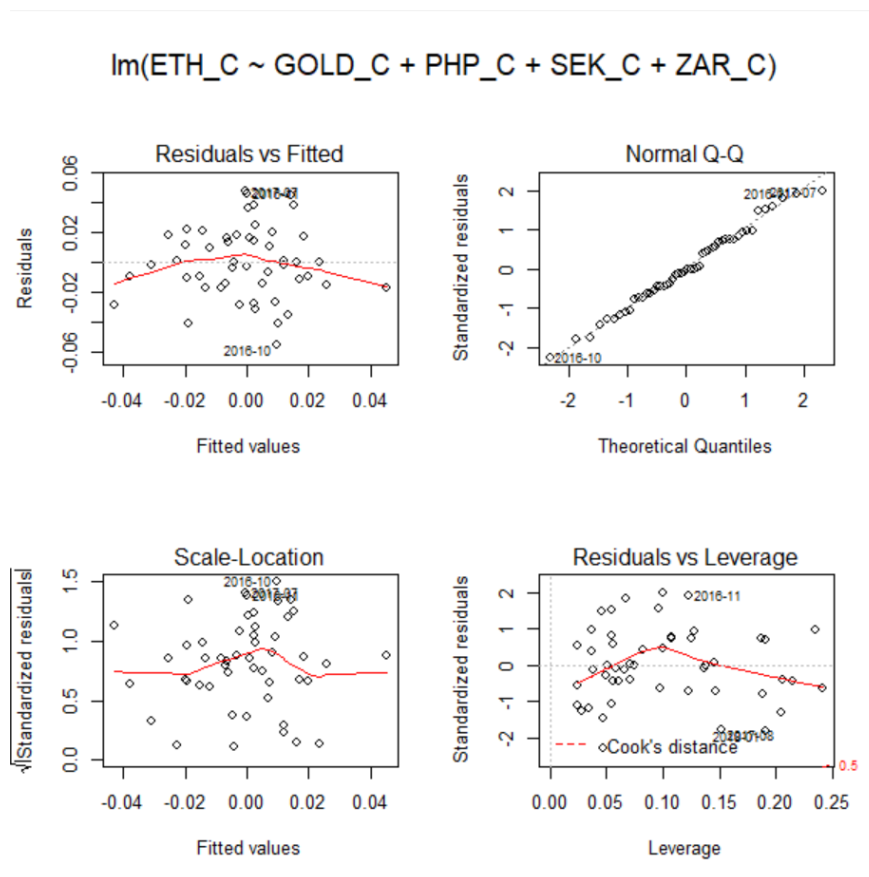 lm(ETH_C ~ GOLD_C + PHP_C + SEK_C + ZAR_C)
Residuals vs Fitted
Residuals
0.06
0.02
-0.02
-0.06
2016-10
-0.04 -0.02 0.00 0.02 0.04
Fitted values
Normal Q-Q
Standardized residuals
2
1
0
-1
-2
2016-10
-2 -1 0 1 2
Theoretical Quantiles
Scale-Location
√|Standardized residuals|
1.5
1.0
0.5
0.0
2016-10
-0.04 -0.02 0.00 0.02 0.04
Fitted values
Residuals vs Leverage
Standardized residuals
2
1
0
-1
-2
2016-11
Cook's distance
0.5
0.00 0.05 0.10 0.15 0.20 0.25
Leverage